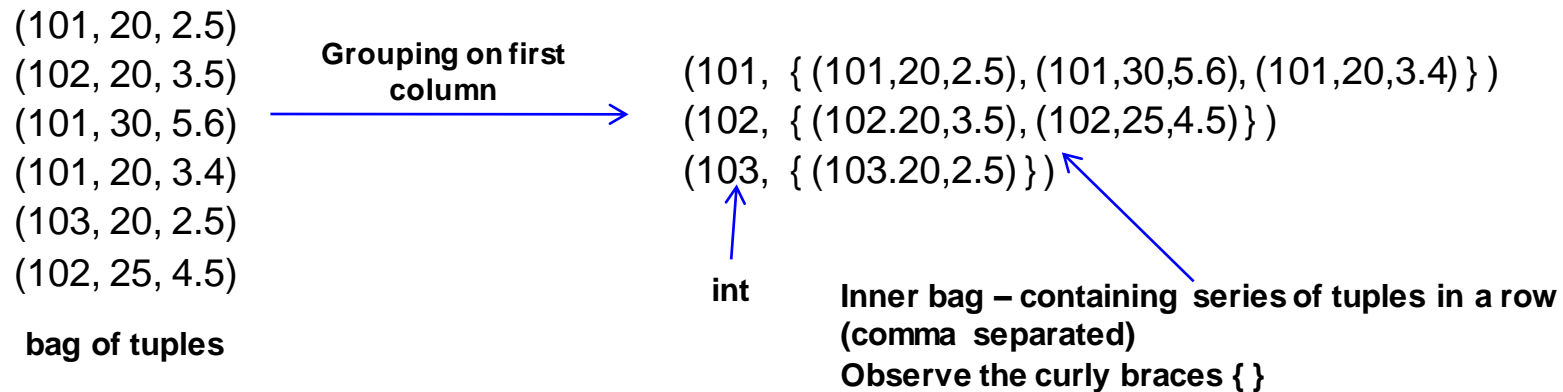 (101, 20, 2.5)
(102, 20, 3.5)
(101, 30, 5.6)
(101, 20, 3.4)
(103, 20, 2.5)
(102, 25, 4.5)
bag of tuples
Grouping on first
column
(101, { (101,20,2.5), (101,30,5.6), (101,20,3.4) } )
(102, { (102.20,3.5), (102,25,4.5) } )
(103, { (103.20,2.5) } )
int
Inner bag – containing series of tuples in a row
(comma separated)
Observe the curly braces { }